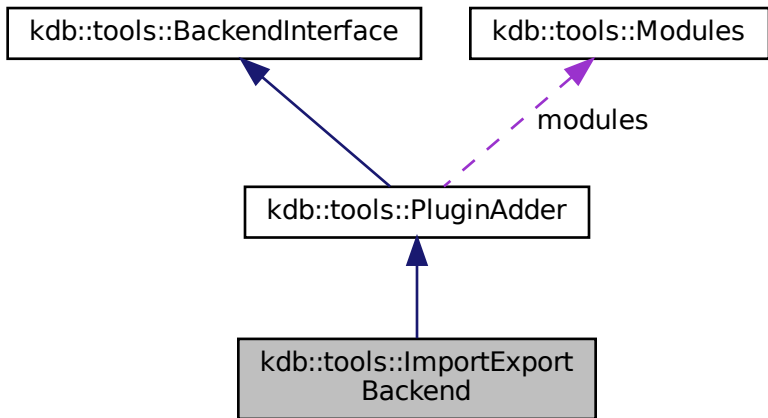 kdb::tools::BackendInterface
kdb::tools::Modules
modules
kdb::tools::PluginAdder
kdb::tools::ImportExport
Backend